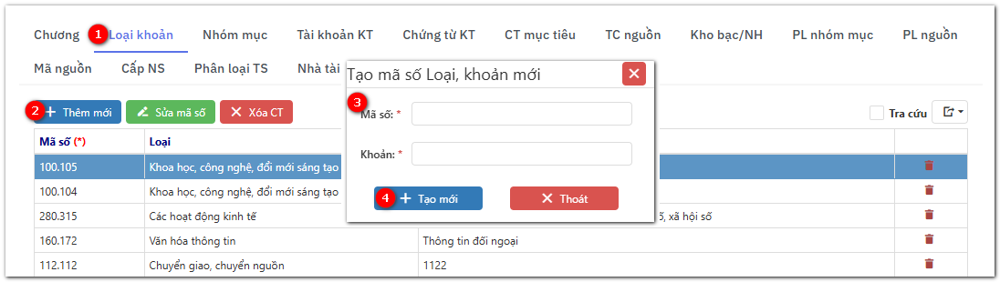 Chương 1 Loại khoản Nhóm mục Tài khoản KT Chứng từ KT CT mục tiêu TC nguồn Kho bạc/NH PL nhóm mục PL nguồn
Mã nguồn Cấp NS Phân loại TS Nhà tài
Tạo mã số Loại, khoản mới
3
Mã số: *
Khoản: *
4 Tạo mới Thoát
2 Thêm mới Sửa mã số Xóa CT Tra cứu
Mã số (*) Loại
100.105 Khoa học, công nghệ, đổi mới sáng tạo
100.104 Khoa học, công nghệ, đổi mới sáng tạo
280.315 Các hoạt động kinh tế , xã hội số
160.172 Văn hóa thông tin Thông tin đối ngoại
112.112 Chuyển giao, chuyển nguồn 1122